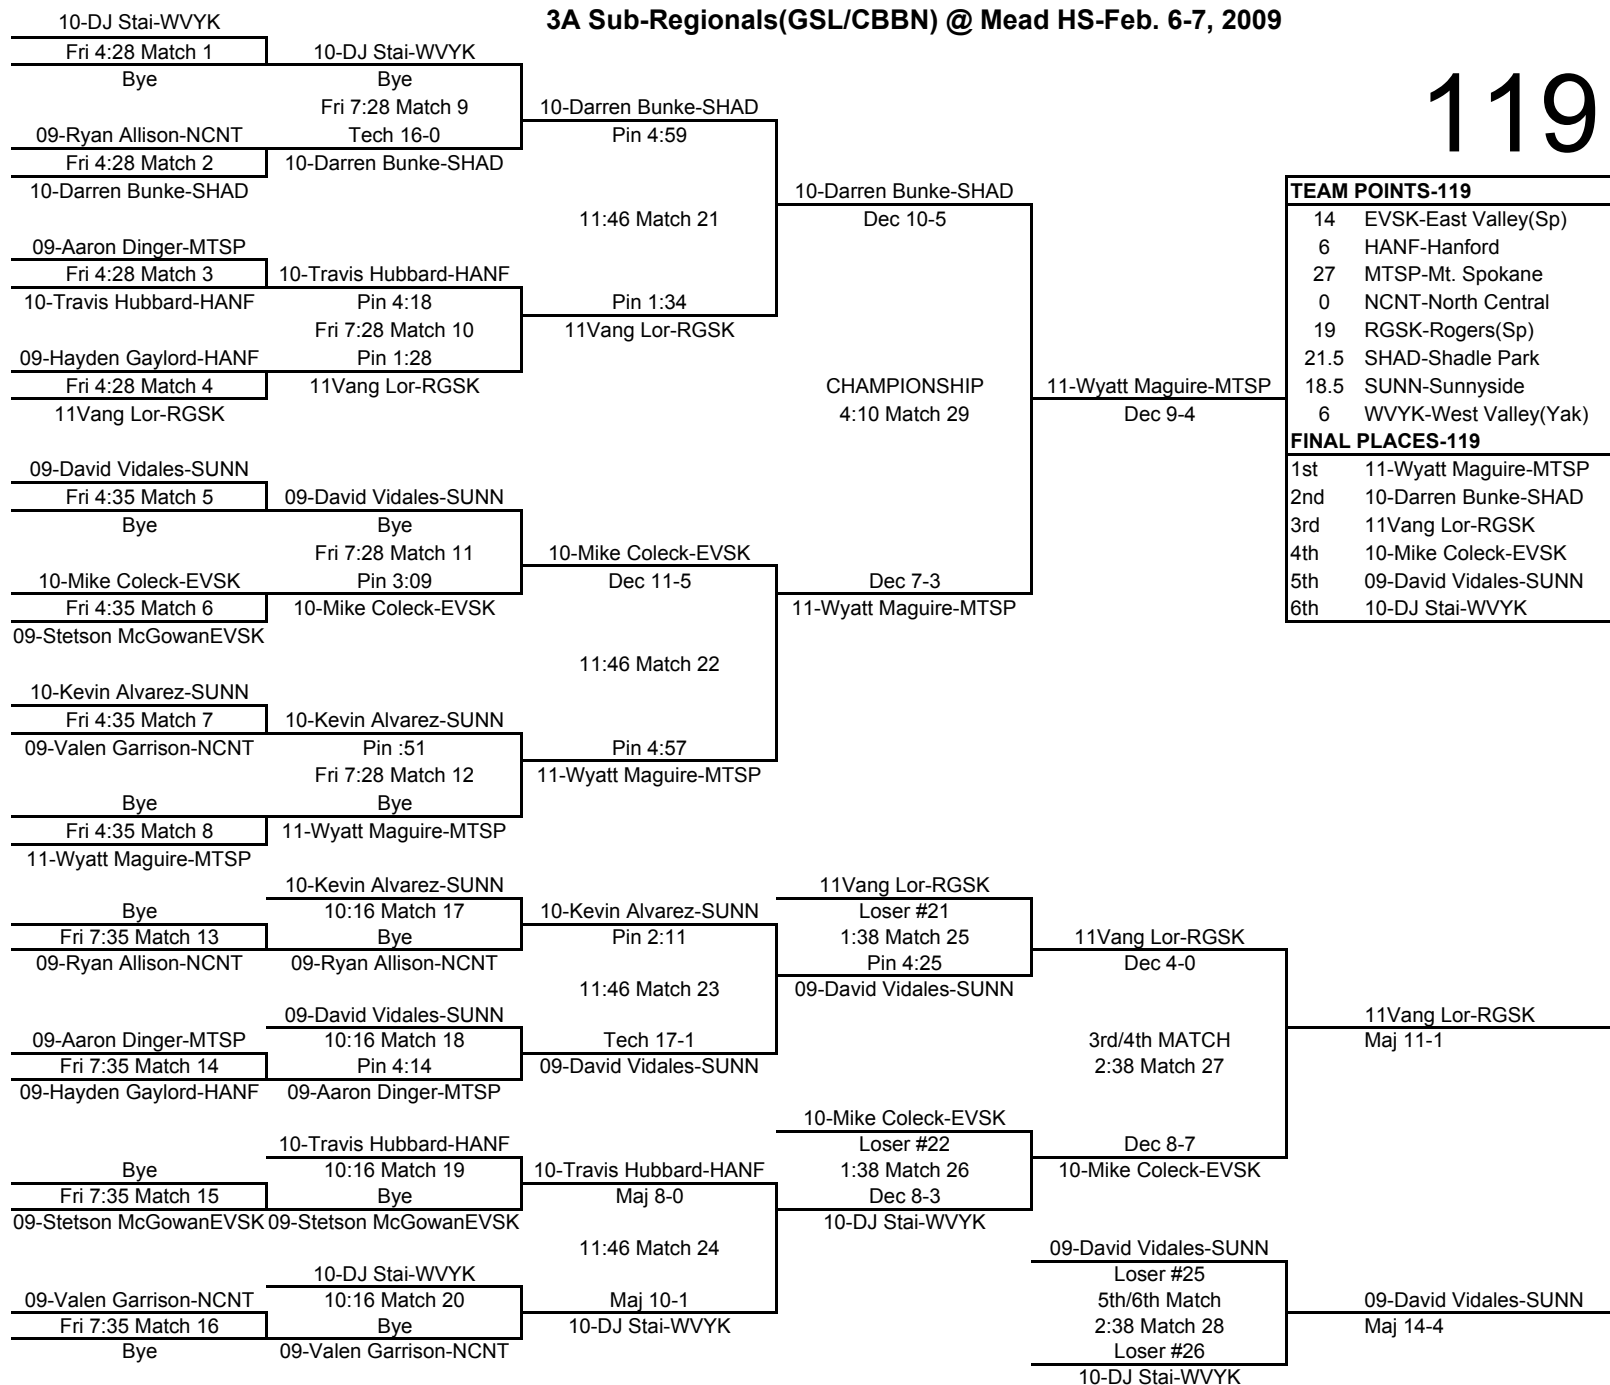 3A Sub-Regionals(GSL/CBBN) @ Mead HS-Feb. 6-7, 2009
119
10-DJ Stai-WVYK
Fri 4:28 Match 1
Bye
09-Ryan Allison-NCNT
Fri 4:28 Match 2
10-Darren Bunke-SHAD
09-Aaron Dinger-MTSP
Fri 4:28 Match 3
10-Travis Hubbard-HANF
09-Hayden Gaylord-HANF
Fri 4:28 Match 4
11Vang Lor-RGSK
09-David Vidales-SUNN
Fri 4:35 Match 5
Bye
10-Mike Coleck-EVSK
Fri 4:35 Match 6
09-Stetson McGowanEVSK
10-Kevin Alvarez-SUNN
Fri 4:35 Match 7
09-Valen Garrison-NCNT
Bye
Fri 4:35 Match 8
11-Wyatt Maguire-MTSP
10-DJ Stai-WVYK
Bye
Fri 7:28 Match 9
Tech 16-0
10-Darren Bunke-SHAD
10-Travis Hubbard-HANF
Pin 4:18
Fri 7:28 Match 10
Pin 1:28
11Vang Lor-RGSK
09-David Vidales-SUNN
Bye
Fri 7:28 Match 11
Pin 3:09
10-Mike Coleck-EVSK
10-Kevin Alvarez-SUNN
Pin :51
Fri 7:28 Match 12
Bye
11-Wyatt Maguire-MTSP
10-Darren Bunke-SHAD
Pin 4:59
11:46 Match 21
Pin 1:34
11Vang Lor-RGSK
10-Mike Coleck-EVSK
Dec 11-5
11:46 Match 22
Pin 4:57
11-Wyatt Maguire-MTSP
10-Darren Bunke-SHAD
Dec 10-5
CHAMPIONSHIP
4:10 Match 29
Dec 7-3
11-Wyatt Maguire-MTSP
11-Wyatt Maguire-MTSP
Dec 9-4
TEAM POINTS-119
14 EVSK-East Valley(Sp)
6 HANF-Hanford
27 MTSP-Mt. Spokane
0 NCNT-North Central
19 RGSK-Rogers(Sp)
21.5 SHAD-Shadle Park
18.5 SUNN-Sunnyside
6 WVYK-West Valley(Yak)
FINAL PLACES-119
1st 11-Wyatt Maguire-MTSP
2nd 10-Darren Bunke-SHAD
3rd 11Vang Lor-RGSK
4th 10-Mike Coleck-EVSK
5th 09-David Vidales-SUNN
6th 10-DJ Stai-WVYK
Bye
Fri 7:35 Match 13
09-Ryan Allison-NCNT
09-Aaron Dinger-MTSP
Fri 7:35 Match 14
09-Hayden Gaylord-HANF
Bye
Fri 7:35 Match 15
09-Stetson McGowanEVSK
09-Valen Garrison-NCNT
Fri 7:35 Match 16
Bye
10-Kevin Alvarez-SUNN
10:16 Match 17
Bye
09-Ryan Allison-NCNT
09-David Vidales-SUNN
10:16 Match 18
Pin 4:14
09-Aaron Dinger-MTSP
10-Travis Hubbard-HANF
10:16 Match 19
Bye
09-Stetson McGowanEVSK
10-DJ Stai-WVYK
10:16 Match 20
Bye
09-Valen Garrison-NCNT
10-Kevin Alvarez-SUNN
Pin 2:11
11:46 Match 23
Tech 17-1
09-David Vidales-SUNN
10-Travis Hubbard-HANF
Maj 8-0
11:46 Match 24
Maj 10-1
10-DJ Stai-WVYK
11Vang Lor-RGSK
Loser #21
1:38 Match 25
Pin 4:25
09-David Vidales-SUNN
10-Mike Coleck-EVSK
Loser #22
1:38 Match 26
Dec 8-3
10-DJ Stai-WVYK
11Vang Lor-RGSK
Dec 4-0
3rd/4th MATCH
2:38 Match 27
Dec 8-7
10-Mike Coleck-EVSK
11Vang Lor-RGSK
Maj 11-1
09-David Vidales-SUNN
Loser #25
5th/6th Match
2:38 Match 28
Loser #26
10-DJ Stai-WVYK
09-David Vidales-SUNN
Maj 14-4